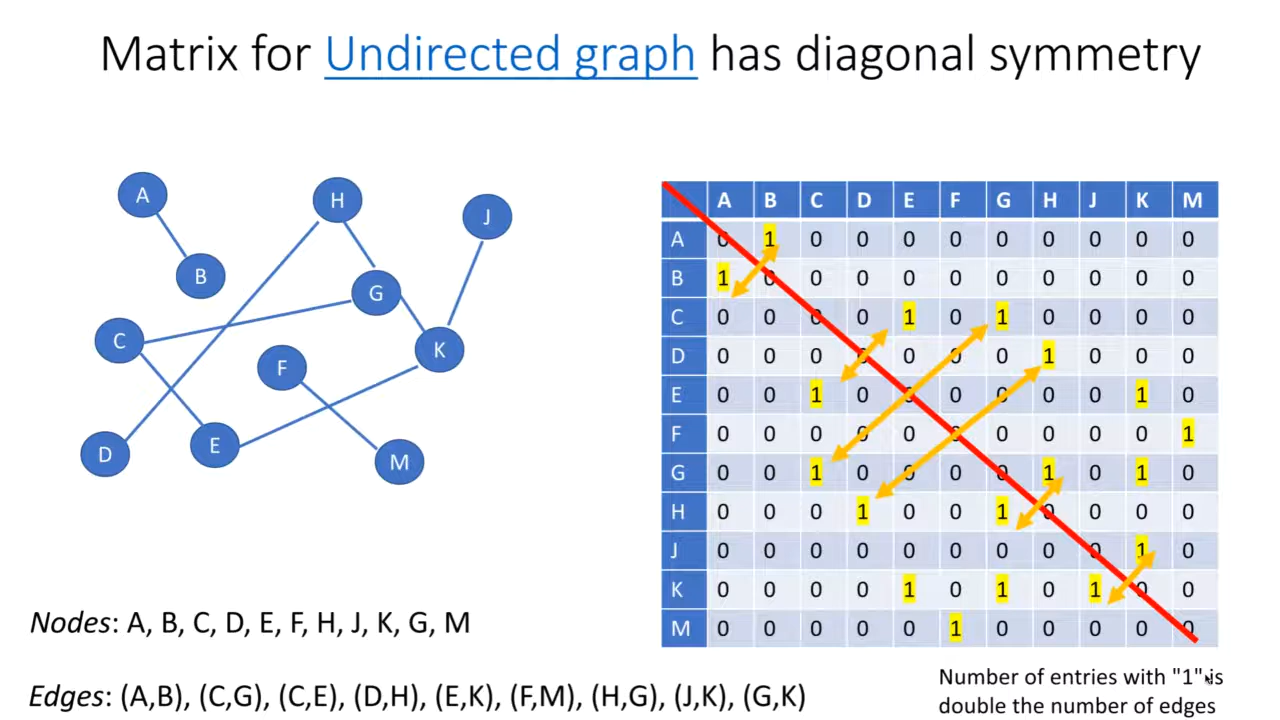 Matrix for Undirected graph has diagonal symmetry
A
H
J
B
G
C
K
F
D
E
M
A B C D E F G H J K M
A 0 1 0 0 0 0 0 0 0 0 0
B 1 0 0 0 0 0 0 0 0 0 0
C 0 0 0 0 1 0 1 0 0 0 0
D 0 0 0 0 0 0 0 1 0 0 0
E 0 0 1 0 0 0 0 0 0 1 0
F 0 0 0 0 0 0 0 0 0 0 1
G 0 0 1 0 0 0 0 1 0 1 0
H 0 0 0 1 0 0 1 0 0 0 0
J 0 0 0 0 0 0 0 0 0 1 0
K 0 0 0 0 1 0 1 0 1 0 0
M 0 0 0 0 0 1 0 0 0 0 0
Nodes: A, B, C, D, E, F, H, J, K, G, M
Edges: (A,B), (C,G), (C,E), (D,H), (E,K), (F,M), (H,G), (J,K), (G,K)
Number of entries with "1" is
double the number of edges